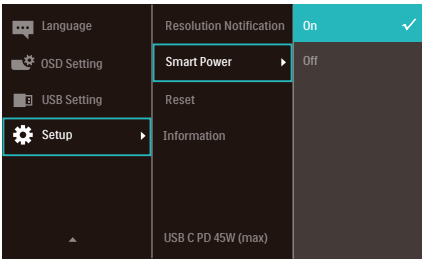 Language
OSD Setting
USB Setting
Setup
Resolution Notification
Smart Power
Reset
Information
USB C PD 45W (max)
On
Off